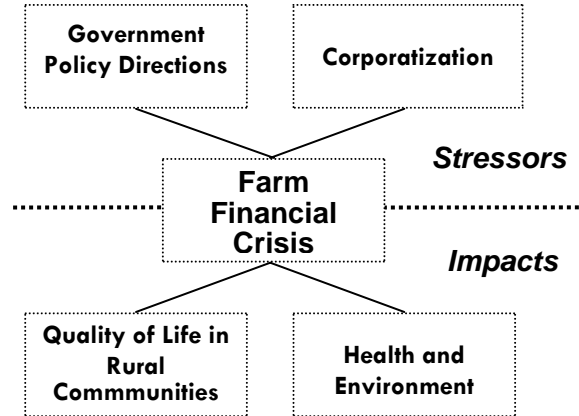 Government
Policy Directions
Corporatization
Stressors
Farm
Financial
Crisis
Impacts
Quality of Life in
Rural
Commmunities
Health and
Environment